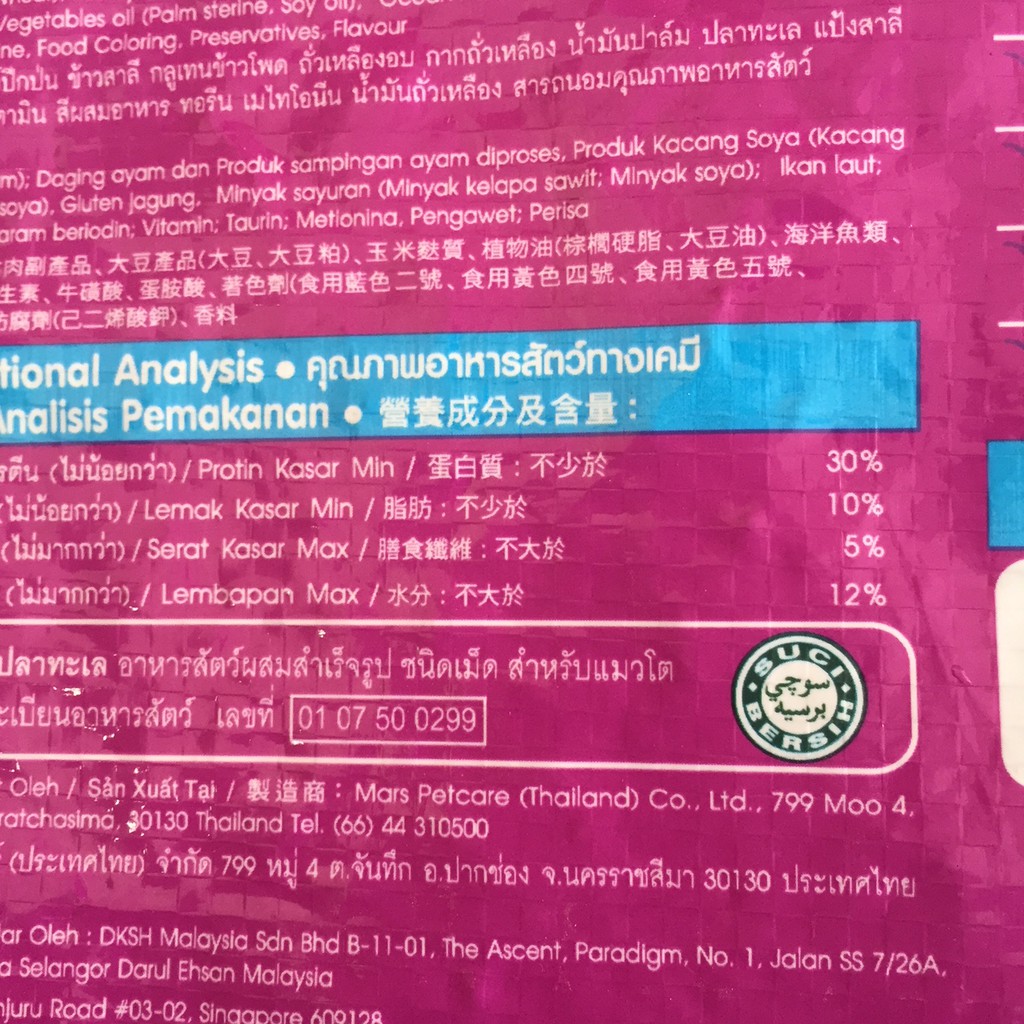 Vegetables oil (Palm sterine, Soy oil),
Food Coloring, Preservatives, Flavour
ปีกป่น ข้าวสาลี กลูเทนข้าวโพด ถั่วเหลืองอบ กากถั่วเหลือง น้ำมันปาล์ม ปลาทะเล แป้งสาลี
สีผสมอาหาร ทอรีน เมไทโอนีน น้ำมันถั่วเหลือง สารถนอมคุณภาพอาหารสัตว์
Daging ayam dan Produk sampingan ayam diproses, Produk Kacang Soya (Kacang
soya), Gluten jagung, Minyak sayuran (Minyak kelapa sawit; Minyak soya); Ikan laut;
beriodin; Vitamin; Taurin; Metionina, Pengawet; Perisa
肉副產品、大豆產品(大豆、大豆粕)、玉米麩質、植物油(棕櫚硬脂、大豆油)、海洋魚類、
生素、牛磺酸、蛋胺酸、著色劑(食用藍色二號、食用黃色四號、食用黃色五號、
防腐劑(己二烯酸鉀)、香料
tional Analysis • คุณภาพอาหารสัตว์ทางเคมี
Analisis Pemakanan • 營養成分及含量：
(ไม่น้อยกว่า) / Protin Kasar Min / 蛋白質：不少於 30%
(ไม่น้อยกว่า) / Lemak Kasar Min / 脂肪：不少於 10%
(ไม่มากกว่า) / Serat Kasar Max / 膳食纖維：不大於 5%
(ไม่มากกว่า) / Lembapan Max / 水分：不大於 12%
ปลาทะเล อาหารสัตว์ผสมสำเร็จรูป ชนิดเม็ด สำหรับแมวโต
ะเบียนอาหารสัตว์ เลขที่ 01 07 50 0299
SUCI
سوچي
برسيه
BERSIH
Oleh / Sản Xuất Tại / 製造商：Mars Petcare (Thailand) Co., Ltd., 799 Moo 4,
ratchasima, 30130 Thailand Tel. (66) 44 310500
(ประเทศไทย) จำกัด 799 หมู่ 4 ต.จันทึก อ.ปากช่อง จ.นครราชสีมา 30130 ประเทศไทย
Oleh : DKSH Malaysia Sdn Bhd B-11-01, The Ascent, Paradigm, No. 1, Jalan SS 7/26A,
Selangor Darul Ehsan Malaysia
Road #03-02, Singapore 609128